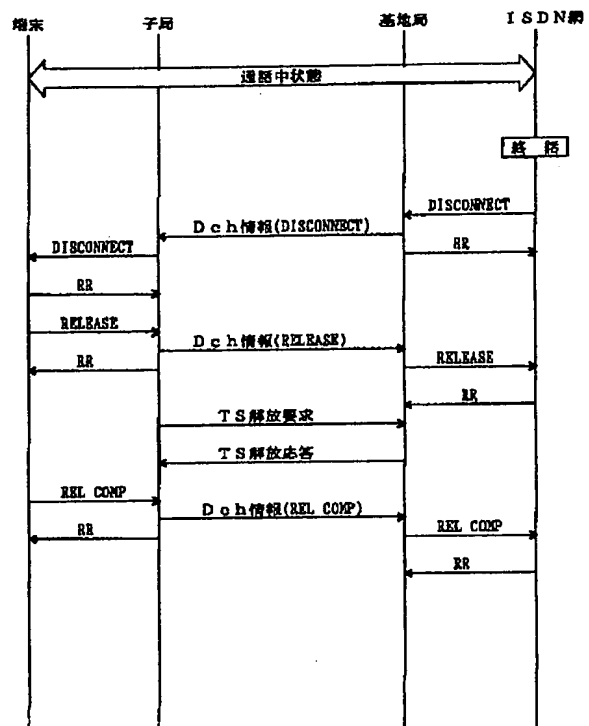 端末 子局 基地局 ISDN網
通話中状態
終話
DISCONNECT
Dch情報(DISCONNECT)
DISCONNECT
RR
RR
RELEASE
Dch情報(RELEASE)
RR
RELEASE
RR
TS解放要求
TS解放応答
REL COMP
Dch情報(REL COMP)
RR
REL COMP
RR